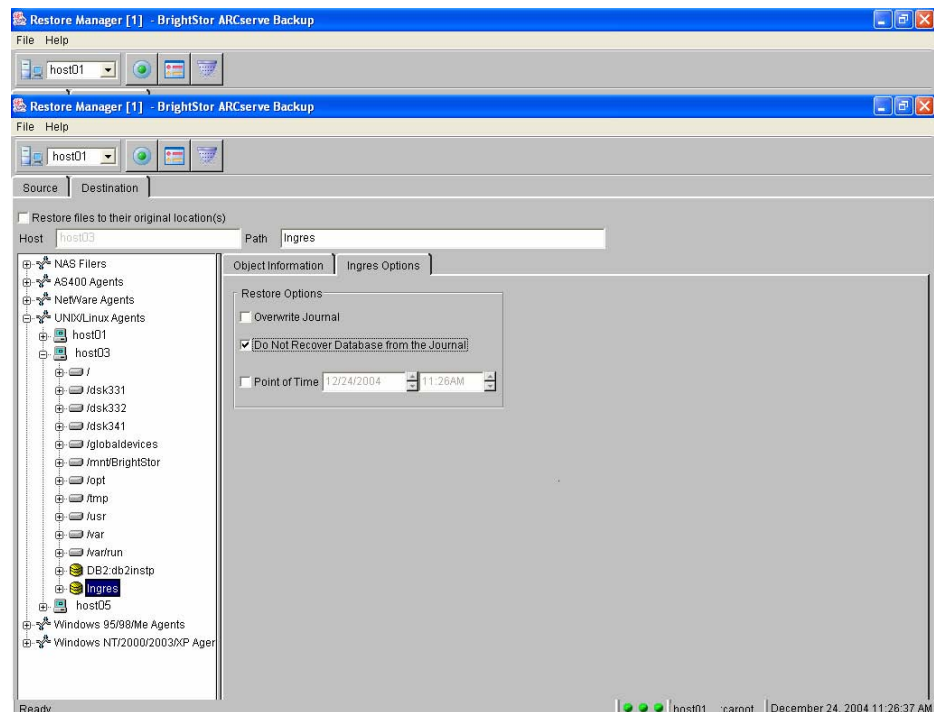 Restore Manager [1] - BrightStor ARCserve Backup
File Help
host01
Restore Manager [1] - BrightStor ARCserve Backup
File Help
host01
Source Destination
Restore files to their original location(s)
Host host03 Path Ingres
NAS Filers
AS400 Agents
NetWare Agents
UNIX/Linux Agents
host01
host03
/
/dsk331
/dsk332
/dsk341
/globaldevices
/mnt/BrightStor
/opt
/tmp
/usr
/var
/var/run
DB2:db2instp
Ingres
host05
Windows 95/98/Me Agents
Windows NT/2000/2003/XP Ager
Object Information Ingres Options
Restore Options
Overwrite Journal
Do Not Recover Database from the Journal
Point of Time 12/24/2004 11:26AM
Ready host01 :caroot December 24, 2004 11:26:37 AM